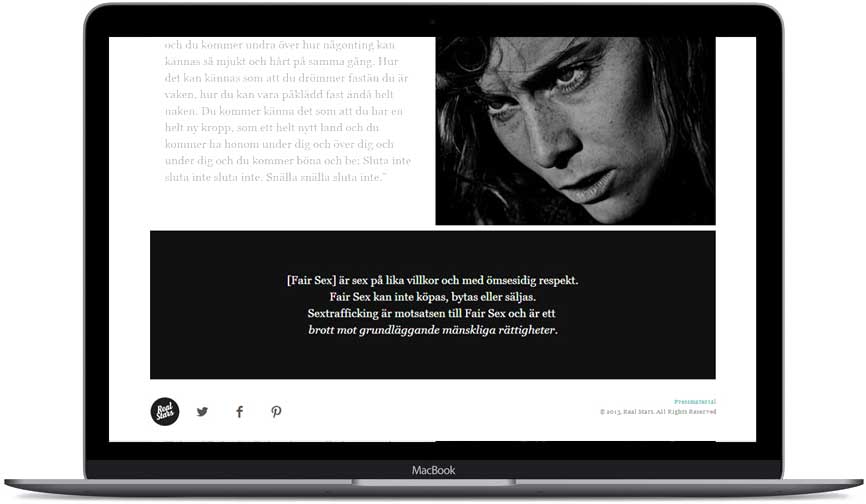 och du kommer undra över hur någonting kan
kännas så mjukt och hårt på samma gång. Hur
det kan kännas som att du drömmer fastän du är
vaken, hur du kan vara påklädd fast ändå helt
naken. Du kommer känna det som att du har en
helt ny kropp, som ett helt nytt land och du
kommer ha honom under dig och över dig och
under dig och du kommer böna och be: Sluta inte
sluta inte sluta inte. Snälla snälla sluta inte."
[Fair Sex] är sex på lika villkor och med ömsesidig respekt.
Fair Sex kan inte köpas, bytas eller säljas.
Sextrafficking är motsatsen till Fair Sex och är ett
brott mot grundläggande mänskliga rättigheter.
Real
Stars
Pressmaterial
© 2013, Real Stars. All Rights Reserved
MacBook